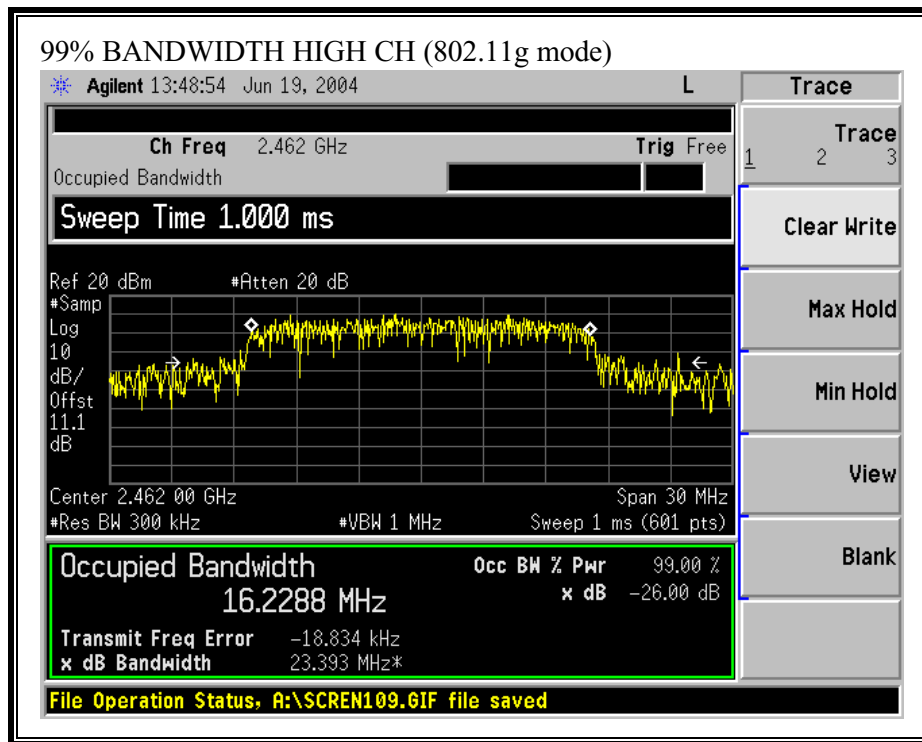 99% BANDWIDTH HIGH CH (802.11g mode)
Agilent 13:48:54 Jun 19, 2004 L Trace
Ch Freq 2.462 GHz Trig Free
Occupied Bandwidth
Trace
1 2 3
Sweep Time 1.000 ms
Clear Write
Ref 20 dBm #Atten 20 dB
#Samp
Log
10
dB/
Offst
11.1
dB
Max Hold
Min Hold
View
Center 2.462 00 GHz Span 30 MHz
#Res BW 300 kHz #VBW 1 MHz Sweep 1 ms (601 pts)
Blank
Occupied Bandwidth Occ BW % Pwr 99.00 %
16.2288 MHz x dB -26.00 dB
Transmit Freq Error -18.834 kHz
x dB Bandwidth 23.393 MHz*
File Operation Status, A:\SCREN109.GIF file saved